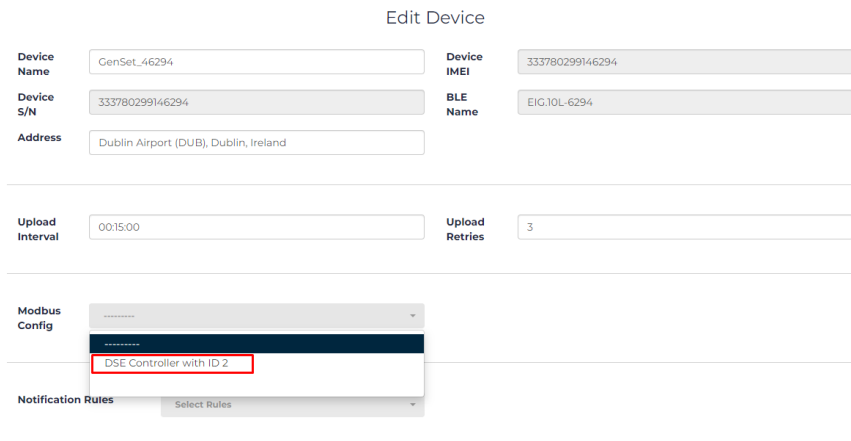 Edit Device
Device Name
GenSet_46294
Device IMEI
333780299146294
Device S/N
333780299146294
BLE Name
EIG.10L-6294
Address
Dublin Airport (DUB), Dublin, Ireland
Upload Interval
00:15:00
Upload Retries
3
Modbus Config
---------
---------
DSE Controller with ID 2
Notification Rules
Select Rules